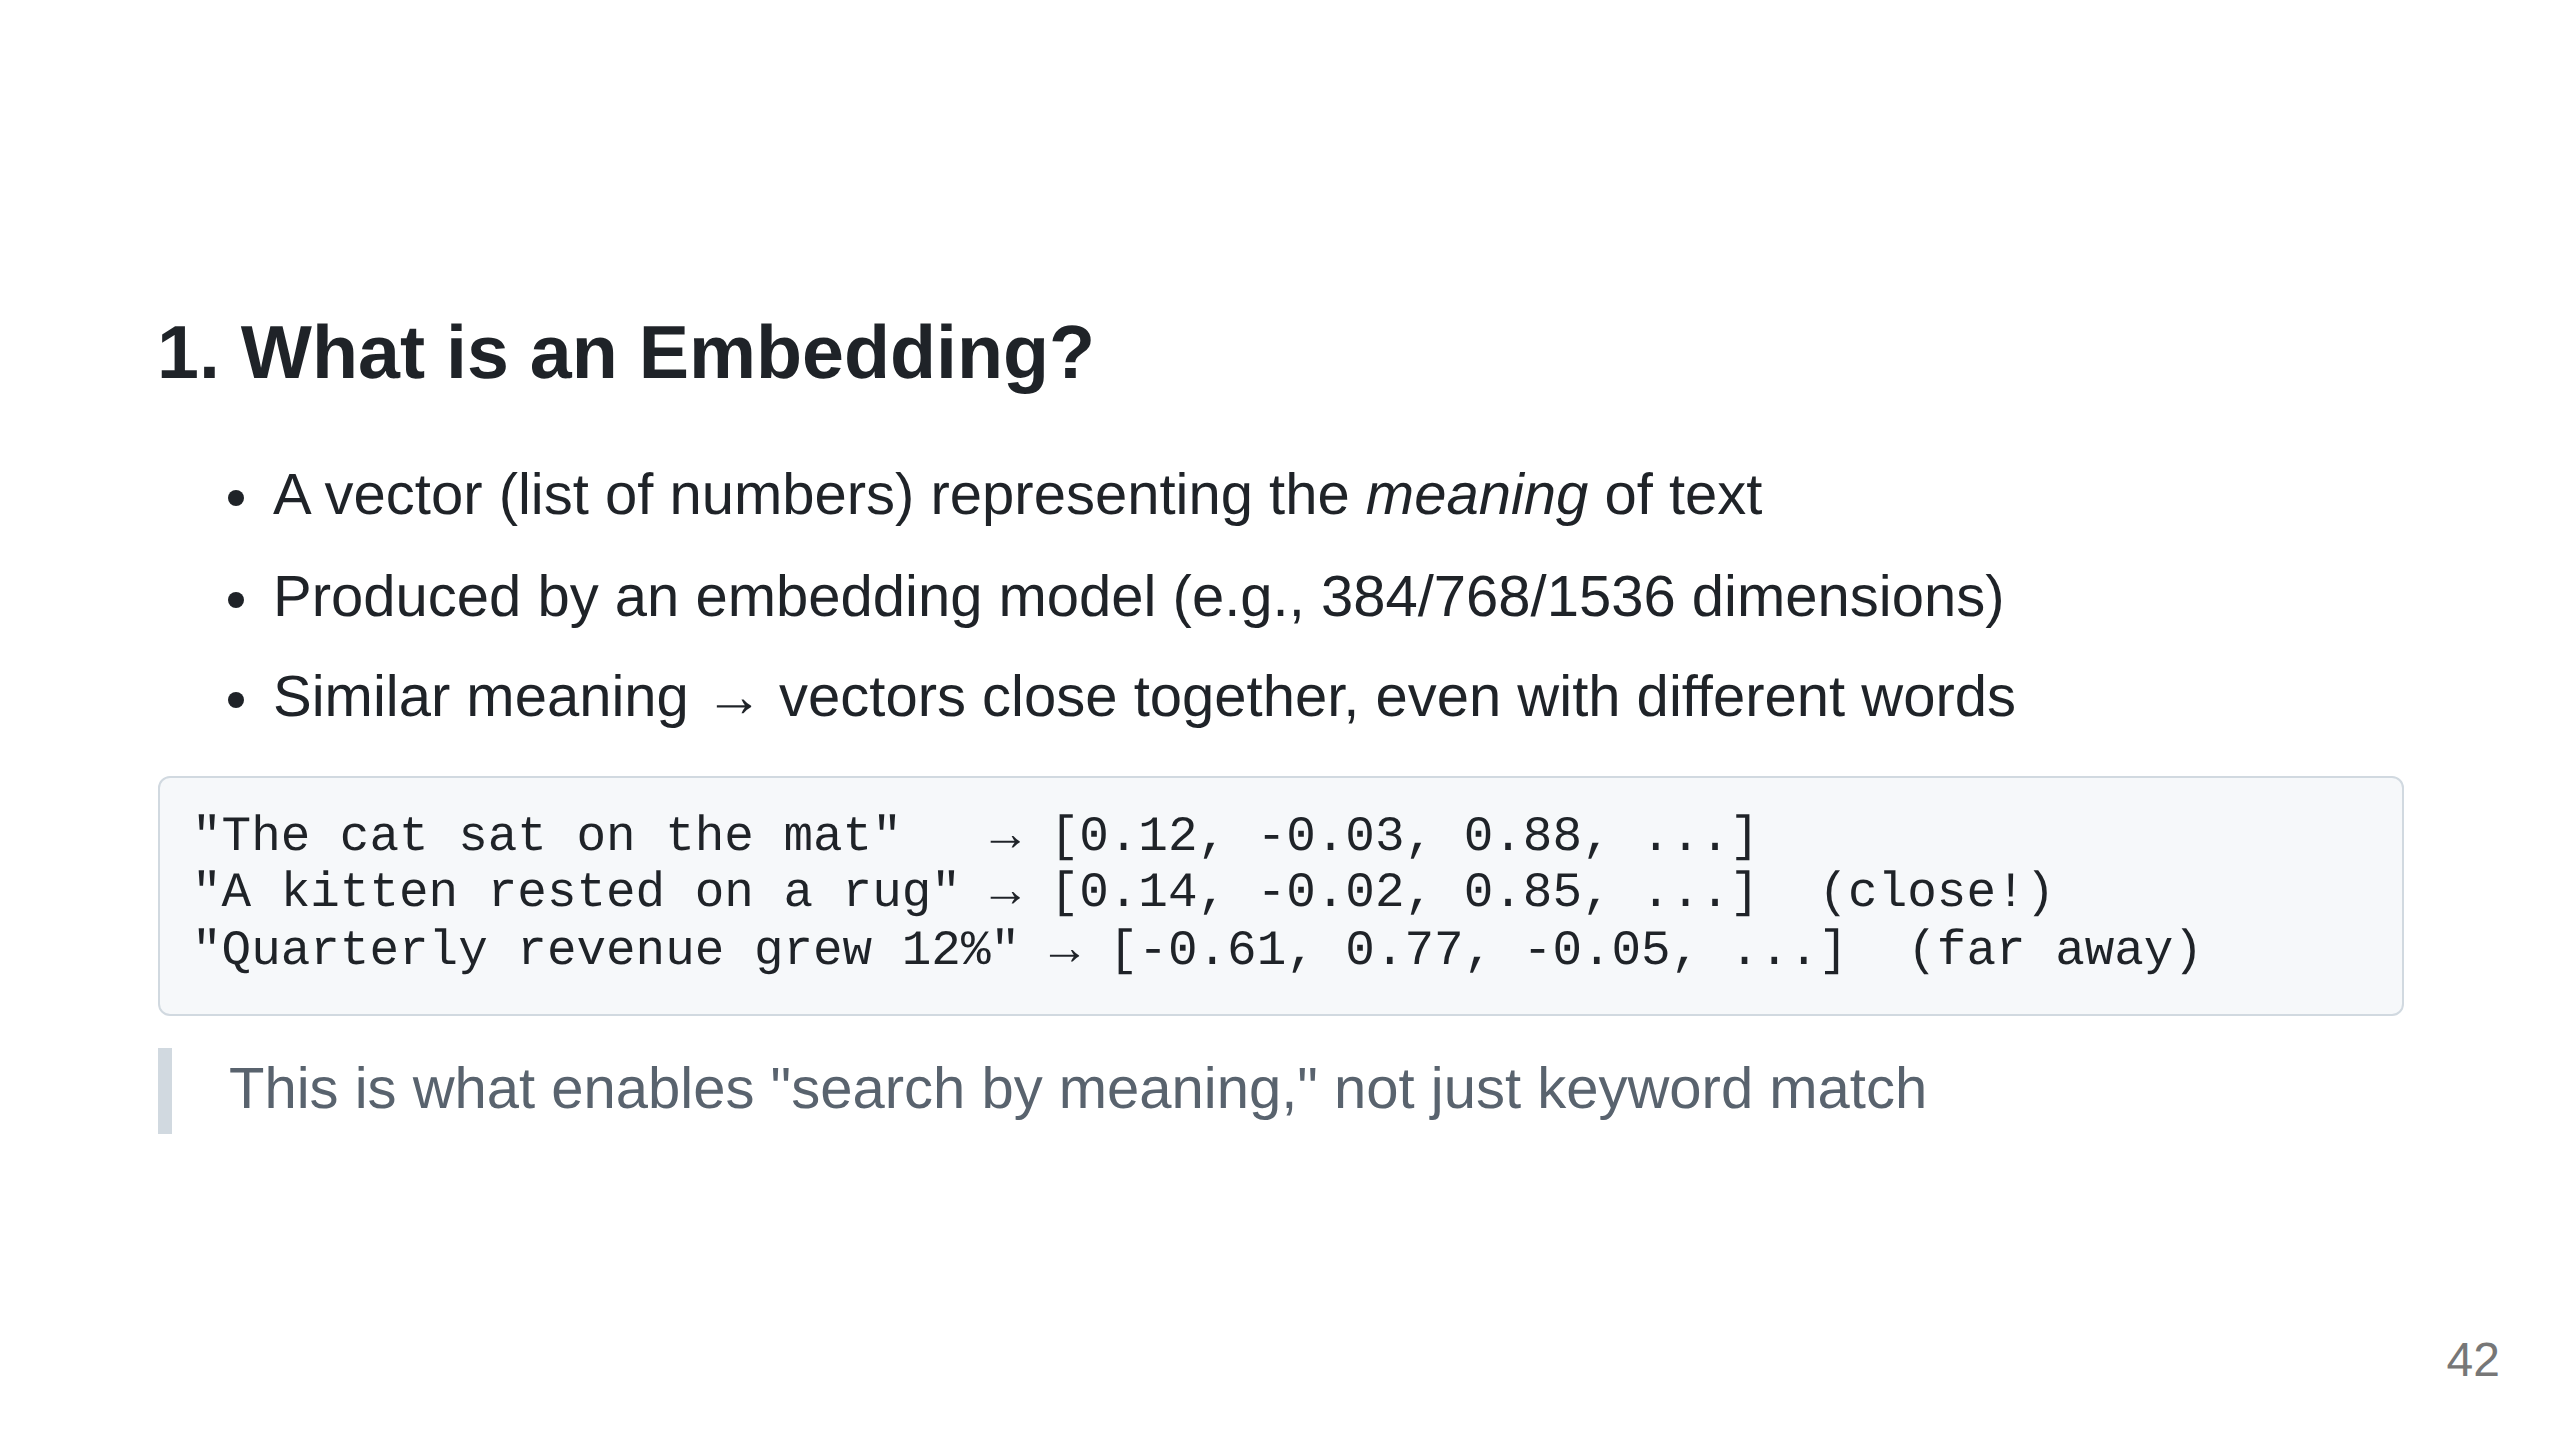 1. What is an Embedding?
• A vector (list of numbers) representing the meaning of text
• Produced by an embedding model (e.g., 384/768/1536 dimensions)
• Similar meaning → vectors close together, even with different words
"The cat sat on the mat"   → [0.12, -0.03, 0.88, ...]
"A kitten rested on a rug" → [0.14, -0.02, 0.85, ...]  (close!)
"Quarterly revenue grew 12%" → [-0.61, 0.77, -0.05, ...]  (far away)
This is what enables "search by meaning," not just keyword match
42